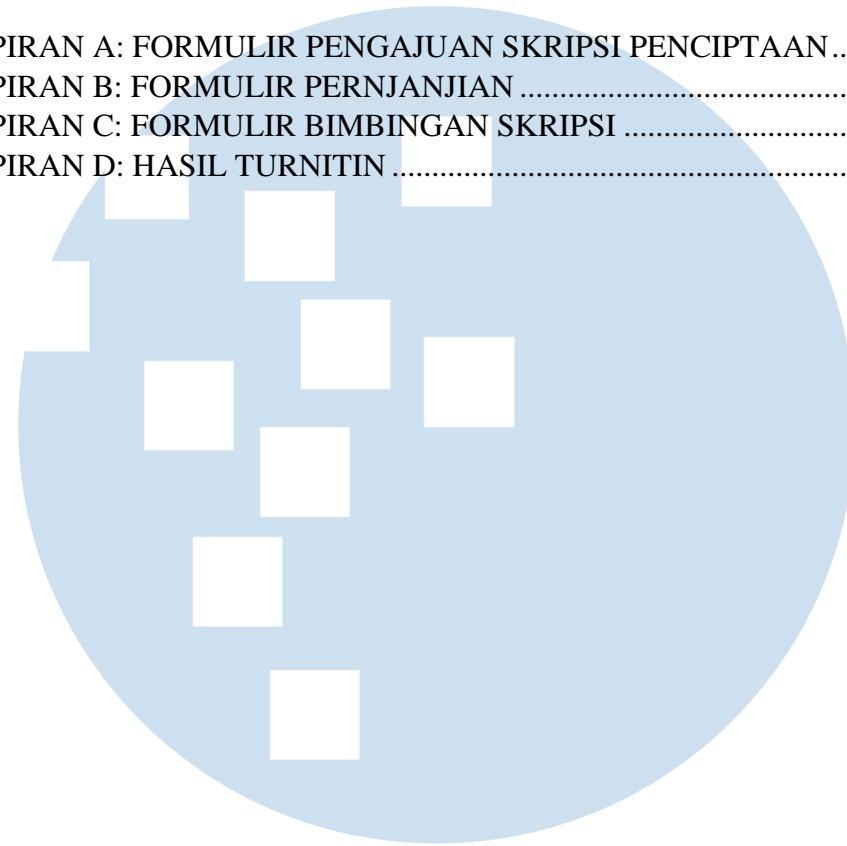 PIRAN A: FORMULIR PENGAJUAN SKRIPSI PENCIPTAAN ..
PIRAN B: FORMULIR PERNJANJIAN .......................................
PIRAN C: FORMULIR BIMBINGAN SKRIPSI ..........................
PIRAN D: HASIL TURNITIN .......................................................